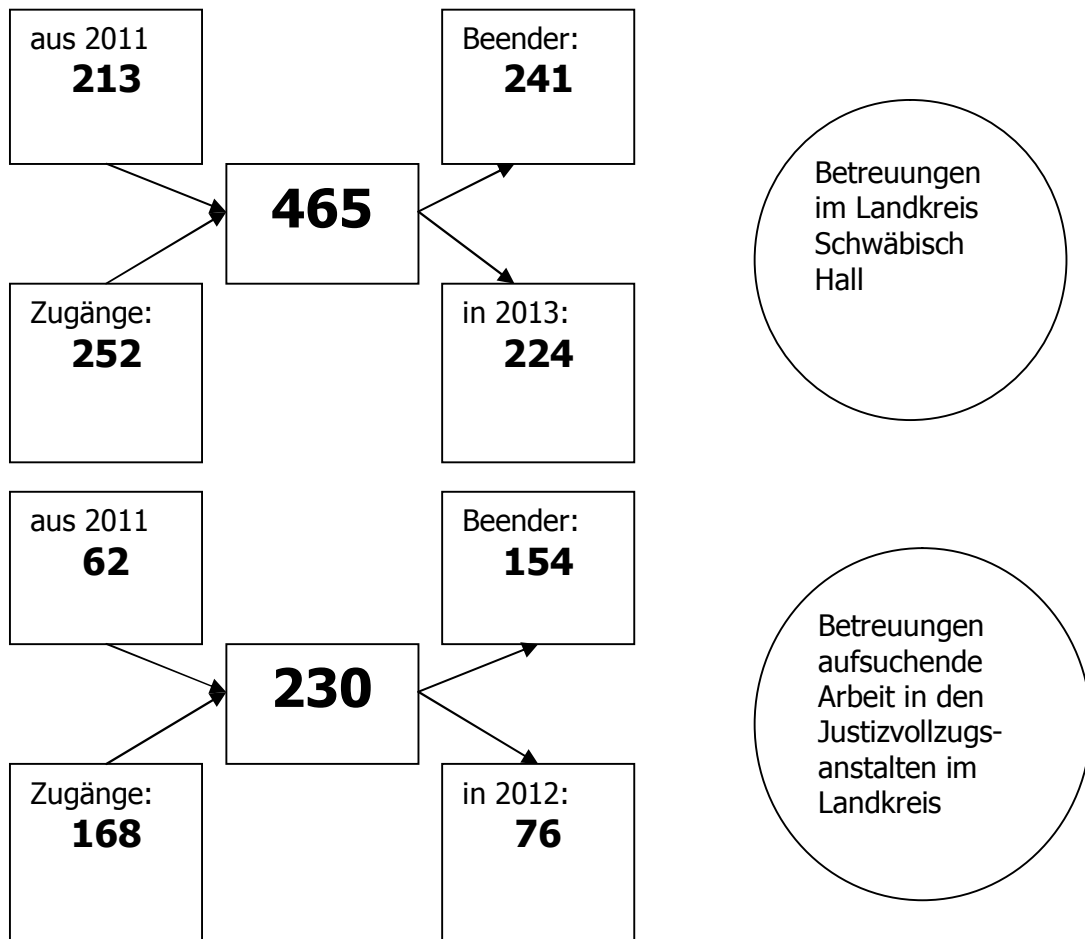 aus 2011
213
Beender:
241
465
Zugänge:
252
in 2013:
224
Betreuungen
im Landkreis
Schwäbisch
Hall
aus 2011
62
Beender:
154
230
Zugänge:
168
in 2012:
76
Betreuungen
aufsuchende
Arbeit in den
Justizvollzugs-
anstalten im
Landkreis